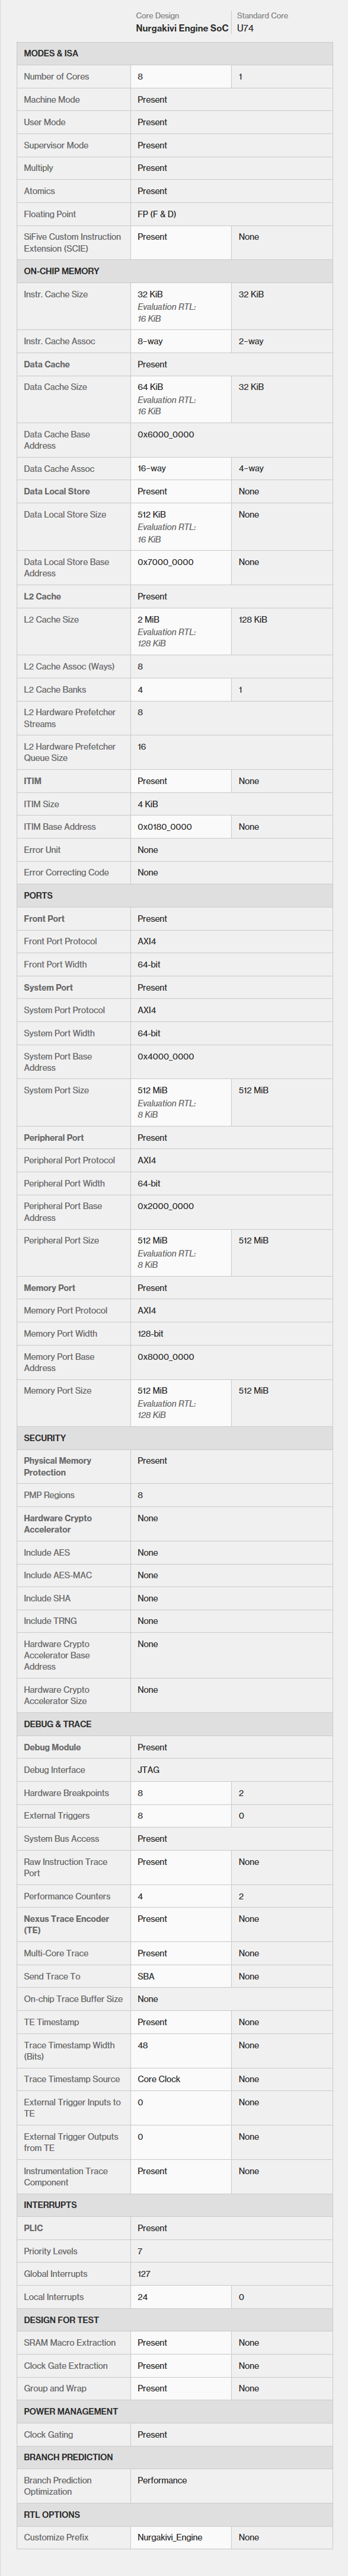 Core Design Standard Core
Nurgakivi Engine SoC U74
MODES & ISA
Number of Cores 8 1
Machine Mode Present
User Mode Present
Supervisor Mode Present
Multiply Present
Atomics Present
Floating Point FP (F & D)
SiFive Custom Instruction Present None
Extension (SCIE)
ON-CHIP MEMORY
Instr. Cache Size 32 KiB 32 KiB
Evaluation RTL:
16 KiB
Instr. Cache Assoc 8-way 2-way
Data Cache Present
Data Cache Size 64 KiB 32 KiB
Evaluation RTL:
16 KiB
Data Cache Base 0x6000_0000
Address
Data Cache Assoc 16-way 4-way
Data Local Store Present None
Data Local Store Size 512 KiB None
Evaluation RTL:
16 KiB
Data Local Store Base 0x7000_0000 None
Address
L2 Cache Present
L2 Cache Size 2 MiB 128 KiB
Evaluation RTL:
128 KiB
L2 Cache Assoc (Ways) 8
L2 Cache Banks 4 1
L2 Hardware Prefetcher 8
Streams
L2 Hardware Prefetcher 16
Queue Size
ITIM Present None
ITIM Size 4 KiB
ITIM Base Address 0x0180_0000 None
Error Unit None
Error Correcting Code None
PORTS
Front Port Present
Front Port Protocol AXI4
Front Port Width 64-bit
System Port Present
System Port Protocol AXI4
System Port Width 64-bit
System Port Base 0x4000_0000
Address
System Port Size 512 MiB 512 MiB
Evaluation RTL:
8 KiB
Peripheral Port Present
Peripheral Port Protocol AXI4
Peripheral Port Width 64-bit
Peripheral Port Base 0x2000_0000
Address
Peripheral Port Size 512 MiB 512 MiB
Evaluation RTL:
8 KiB
Memory Port Present
Memory Port Protocol AXI4
Memory Port Width 128-bit
Memory Port Base 0x8000_0000
Address
Memory Port Size 512 MiB 512 MiB
Evaluation RTL:
128 KiB
SECURITY
Physical Memory Present
Protection
PMP Regions 8
Hardware Crypto None
Accelerator
Include AES None
Include AES-MAC None
Include SHA None
Include TRNG None
Hardware Crypto None
Accelerator Base
Address
Hardware Crypto None
Accelerator Size
DEBUG & TRACE
Debug Module Present
Debug Interface JTAG
Hardware Breakpoints 8 2
External Triggers 8 0
System Bus Access Present
Raw Instruction Trace Present None
Port
Performance Counters 4 2
Nexus Trace Encoder Present None
(TE)
Multi-Core Trace Present None
Send Trace To SBA None
On-chip Trace Buffer Size None
TE Timestamp Present None
Trace Timestamp Width 48 None
(Bits)
Trace Timestamp Source Core Clock None
External Trigger Inputs to 0 None
TE
External Trigger Outputs 0 None
from TE
Instrumentation Trace Present None
Component
INTERRUPTS
PLIC Present
Priority Levels 7
Global Interrupts 127
Local Interrupts 24 0
DESIGN FOR TEST
SRAM Macro Extraction Present None
Clock Gate Extraction Present None
Group and Wrap Present None
POWER MANAGEMENT
Clock Gating Present
BRANCH PREDICTION
Branch Prediction Performance
Optimization
RTL OPTIONS
Customize Prefix Nurgakivi_Engine None